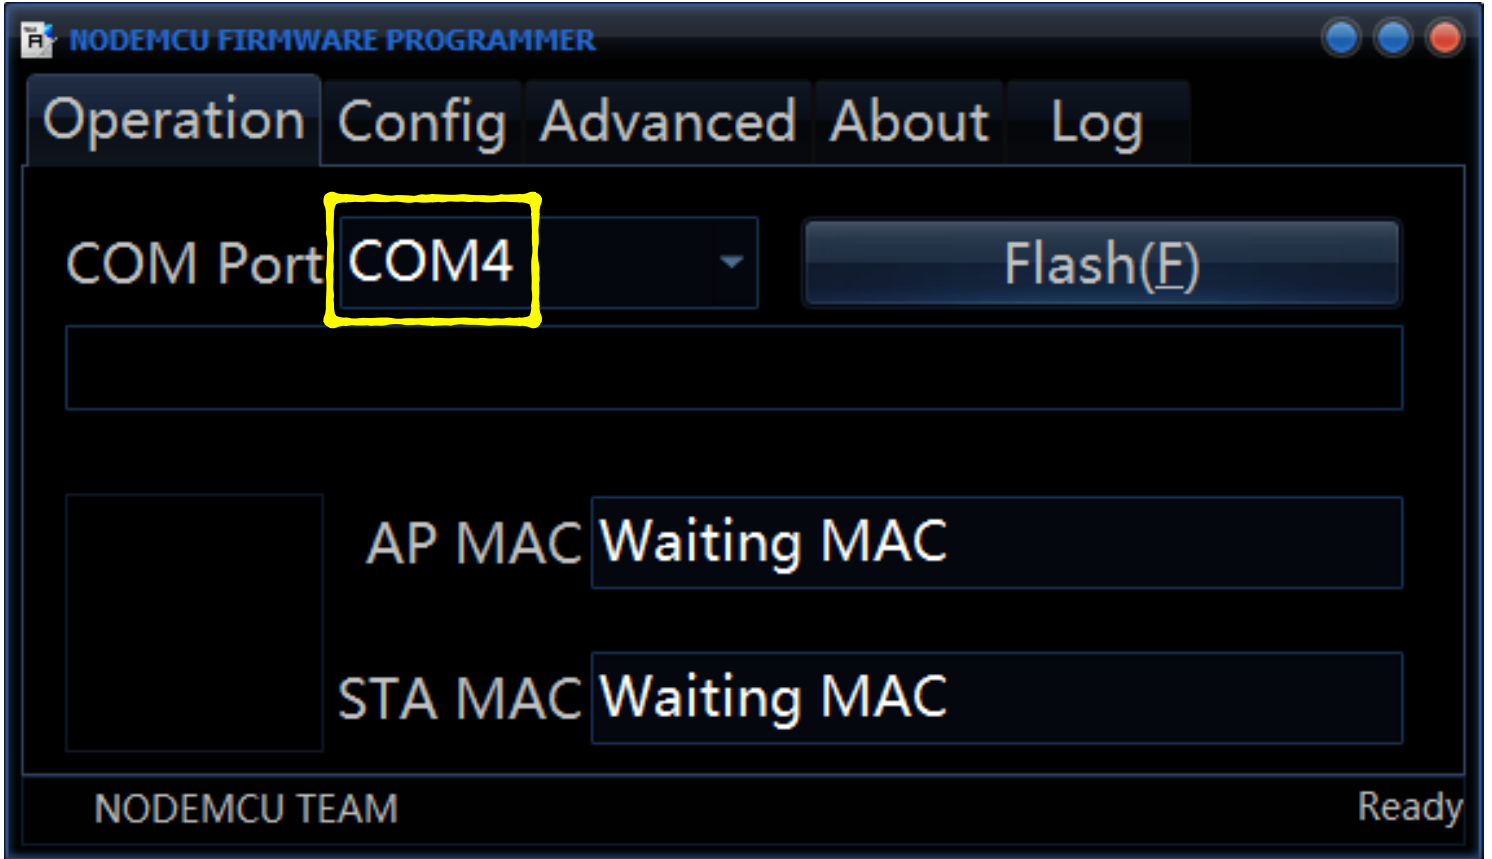 NODEMCU FIRMWARE PROGRAMMER
Operation Config Advanced About Log
COM Port COM4 Flash(F)
AP MAC Waiting MAC
STA MAC Waiting MAC
NODEMCU TEAM Ready